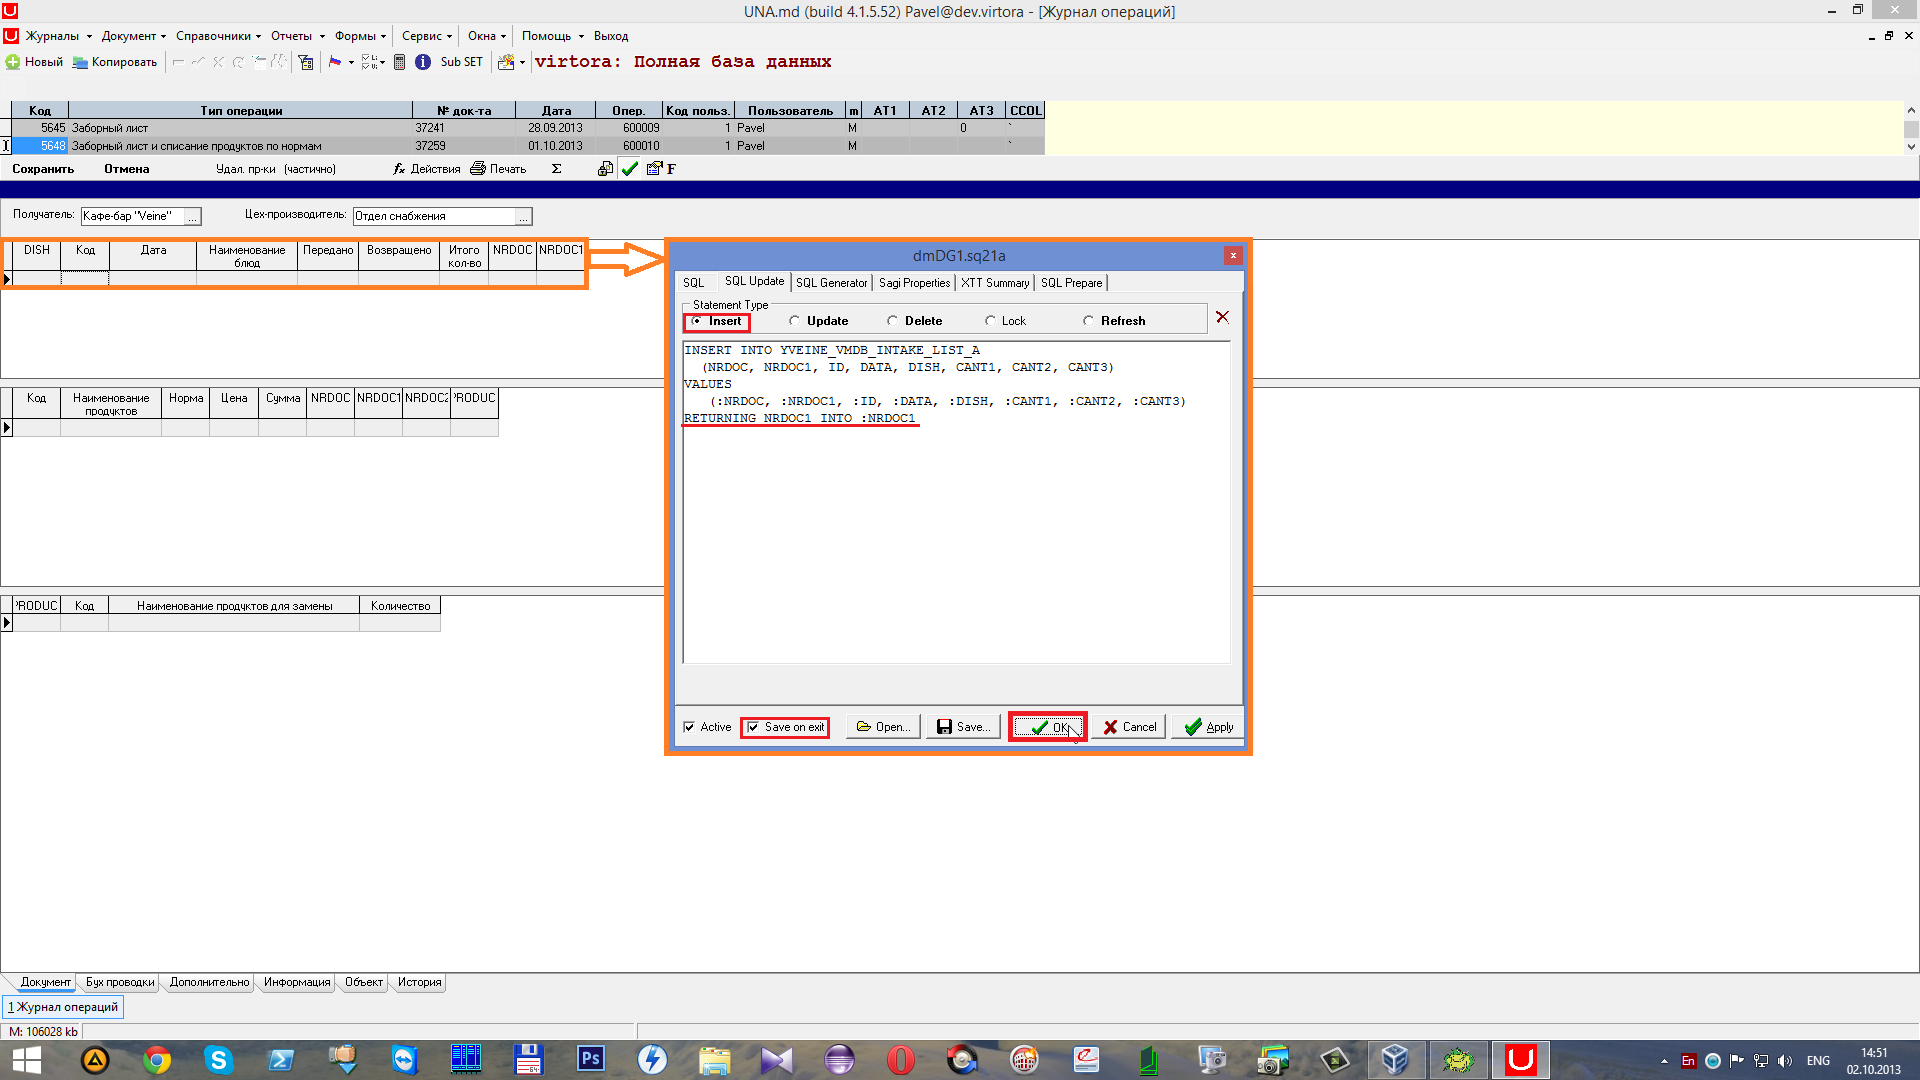 UNA.md (build 4.1.5.52) Pavel@dev.virtora - [Журнал операций]
Журналы Документ Справочники Отчеты Формы Сервис Окна Помощь Выход
Новый Копировать Sub SET virtora: Полная база данных
Код Тип операции № док-та Дата Опер. Код польз. Пользователь m AT1 AT2 AT3 CCOL
5645 Заборный лист 37241 28.09.2013 600009 1 Pavel M 0 `
5648 Заборный лист и списание продуктов по нормам 37259 01.10.2013 600010 1 Pavel M `
Сохранить Отмена Удал. пр-ки (частично) fx Действия Печать Σ F
Получатель: Кафе-бар "Veine" ... Цех-производитель: Отдел снабжения ...
DISH Код Дата Наименование блюд Передано Возвращено Итого кол-во NRDOC NRDOC1
dmDG1.sq21a
SQL SQL Update SQL Generator Sagi Properties XTT Summary SQL Prepare
Statement Type
Insert Update Delete Lock Refresh
INSERT INTO YVEINE_VMDB_INTAKE_LIST_A
(NRDOC, NRDOC1, ID, DATA, DISH, CANT1, CANT2, CANT3)
VALUES
(:NRDOC, :NRDOC1, :ID, :DATA, :DISH, :CANT1, :CANT2, :CANT3)
RETURNING NRDOC1 INTO :NRDOC1
Active Save on exit Open... Save... OK Cancel Apply
Код Наименование продуктов Норма Цена Сумма NRDOC NRDOC1 NRDOC2 PRODUC
PRODUC Код Наименование продуктов для замены Количество
Документ Бух проводки Дополнительно Информация Объект История
1 Журнал операций
M: 106028 kb
Ps En ENG 14:51
02.10.2013